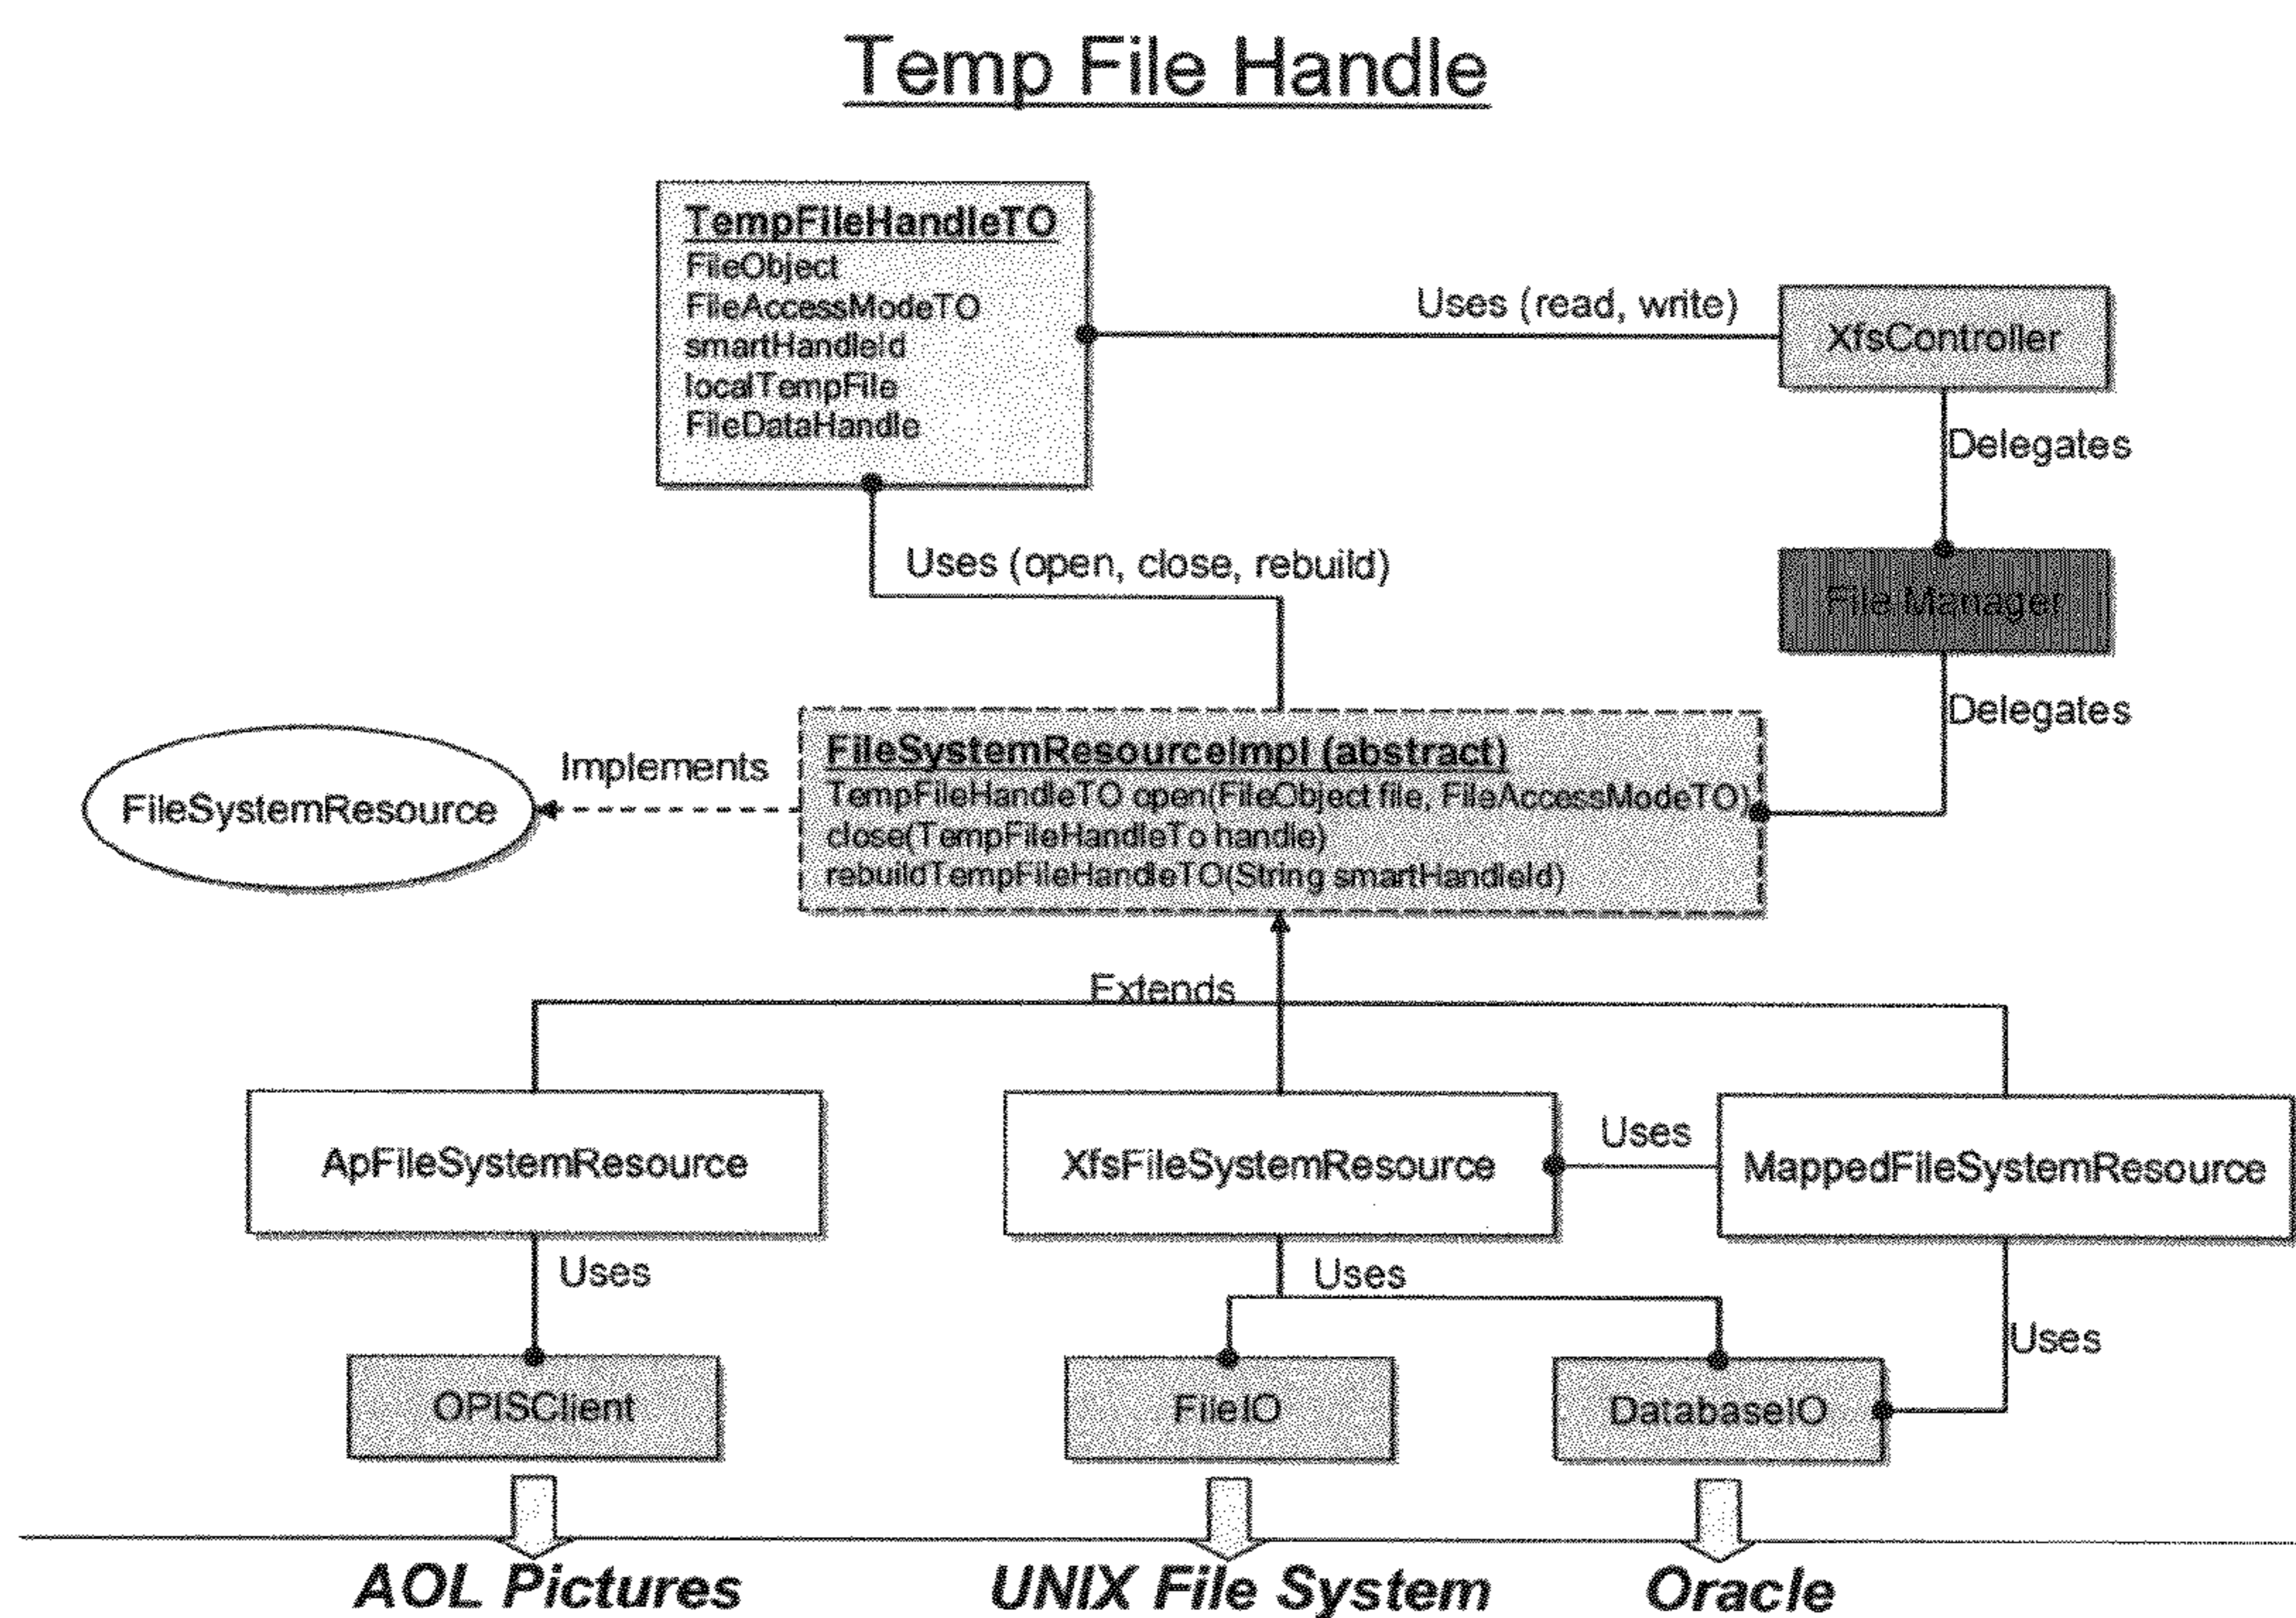 Temp File Handle
TempFileHandleTO
FileObject
FileAccessModeTO
smartHandleId
localTempFile
FileDataHandle
Uses (read, write)
XfsController
Delegates
Uses (open, close, rebuild)
File Manager
Delegates
FileSystemResource
Implements
FileSystemResourceImpl (abstract)
TempFileHandleTO open(FileObject file, FileAccessModeTO)
close(TempFileHandleTo handle)
rebuildTempFileHandleTO(String smartHandleId)
Extends
ApFileSystemResource
XfsFileSystemResource
Uses
MappedFileSystemResource
Uses
Uses
Uses
OPISClient
FileIO
DatabaseIO
AOL Pictures
UNIX File System
Oracle